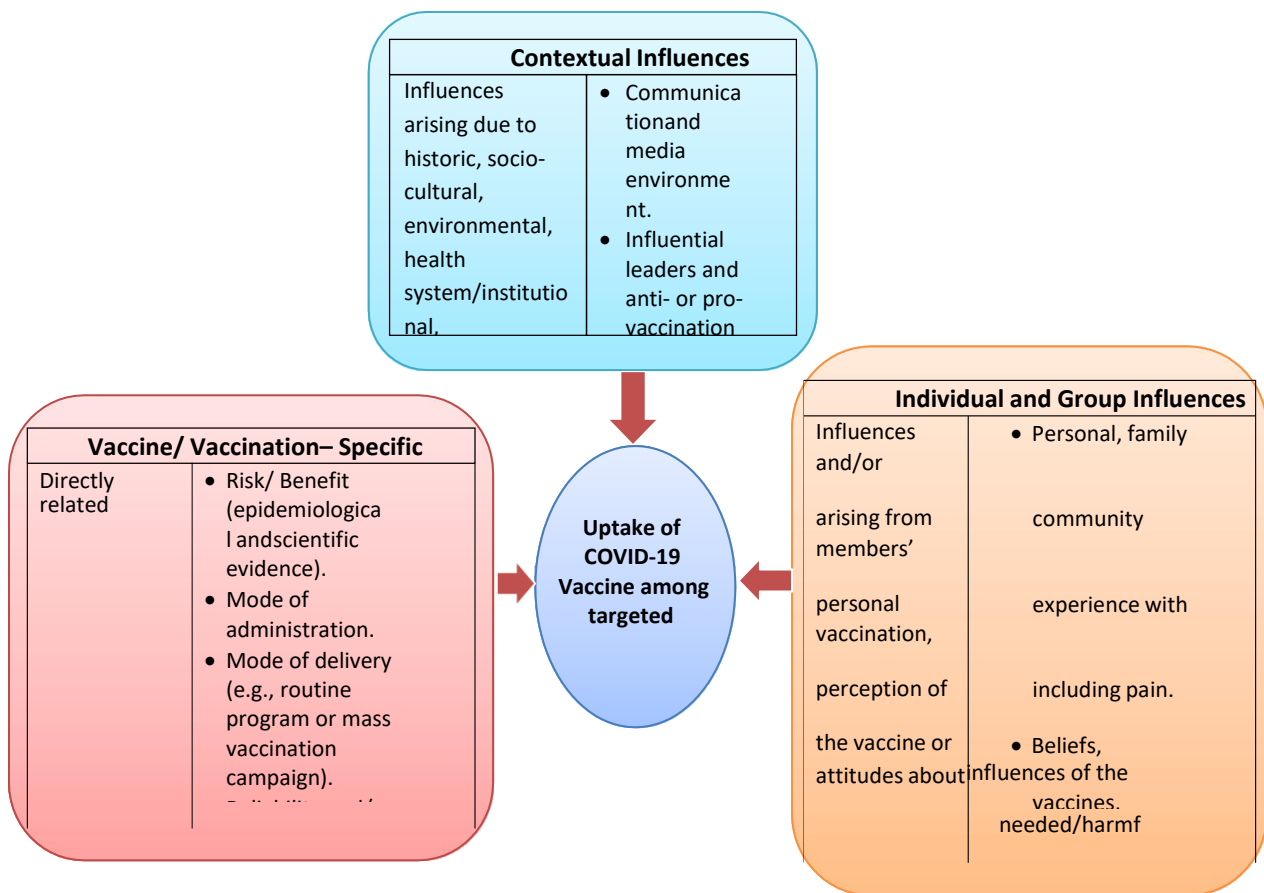 Contextual Influences
Influences
arising due to
historic, socio-
cultural,
environmental,
health
system/institutio
nal,
• Communica
tionand
media
environme
nt.
• Influential
leaders and
anti- or pro-
vaccination
Vaccine/ Vaccination– Specific
Directly
related
• Risk/ Benefit
(epidemiologica
l andscientific
evidence).
• Mode of
administration.
• Mode of delivery
(e.g., routine
program or mass
vaccination
campaign).
Uptake of
COVID-19
Vaccine among
targeted
Individual and Group Influences
Influences
and/or
arising from
members’
personal
vaccination,
perception of
the vaccine or
attitudes about
• Personal, family
community
experience with
including pain.
• Beliefs,
influences of the
vaccines.
needed/harmf